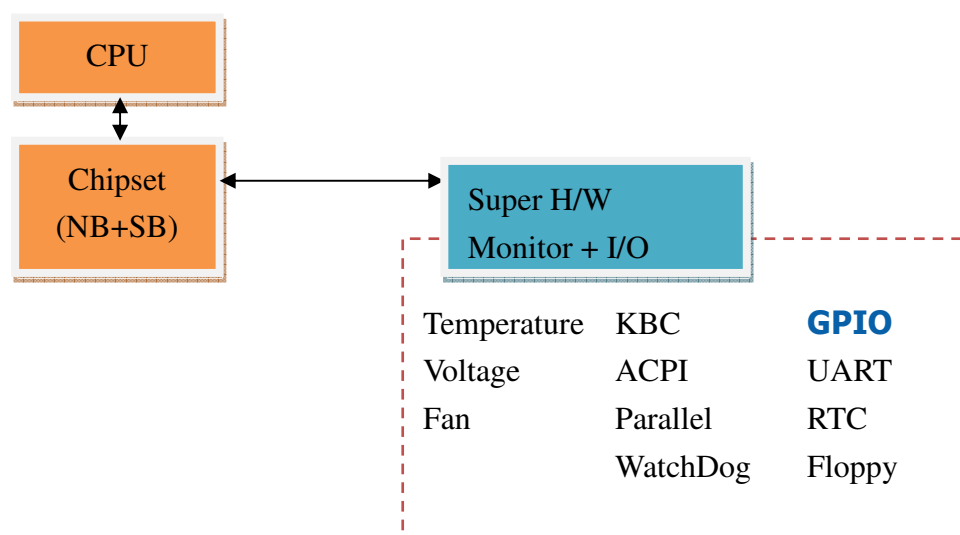 CPU
Chipset
(NB+SB)
Super H/W
Monitor + I/O
Temperature KBC GPIO
Voltage ACPI UART
Fan Parallel RTC
WatchDog Floppy